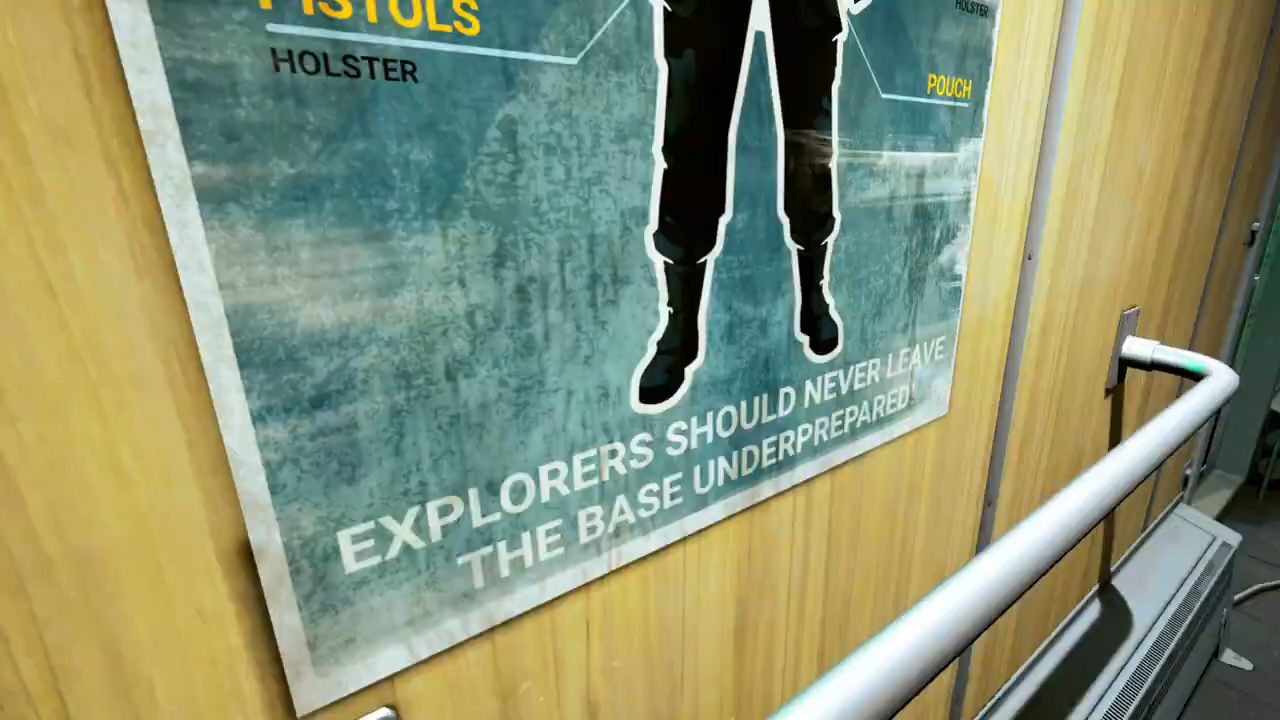 PISTOLS
HOLSTER
HOLSTER
POUCH
EXPLORERS SHOULD NEVER LEAVE
THE BASE UNDERPREPARED!